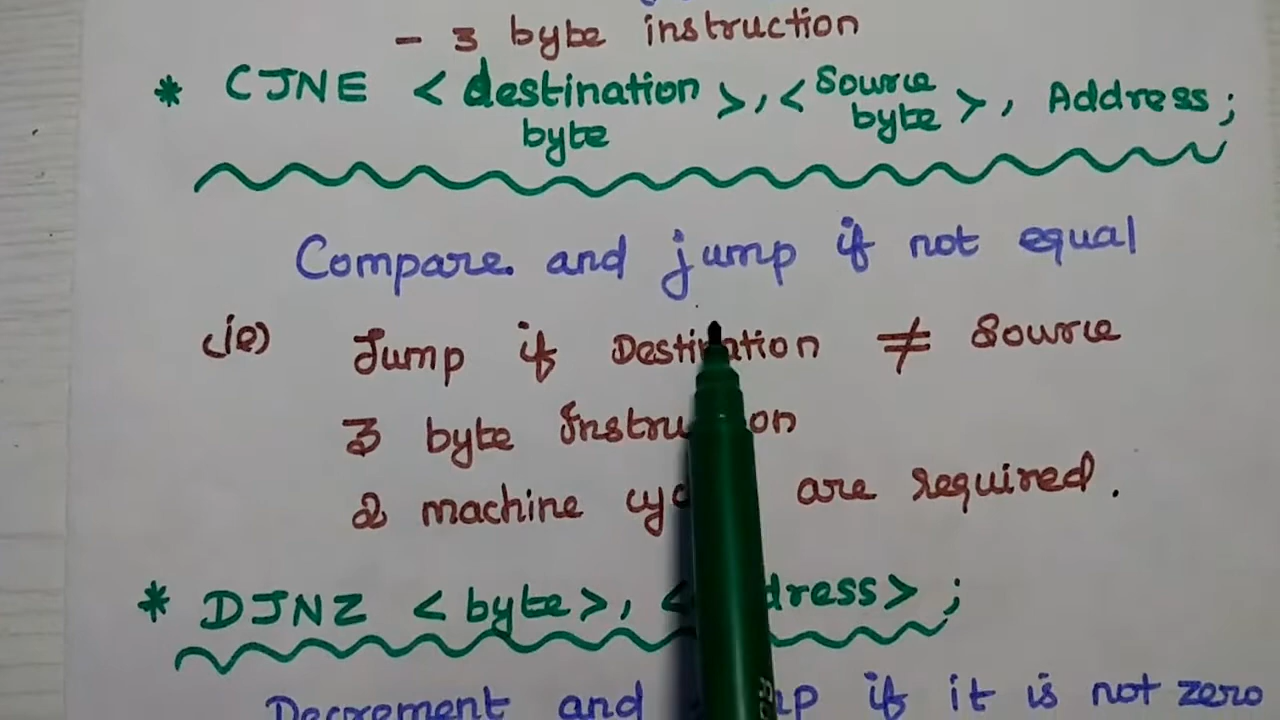 - 3 byte instruction
* CJNE < destination byte >, < Source byte >, Address ;
Compare and jump if not equal
(ie) Jump if Destination ≠ Source
3 byte Instruction
2 machine are required.
* DJNZ < byte >, ;
Decrement and if it is not zero